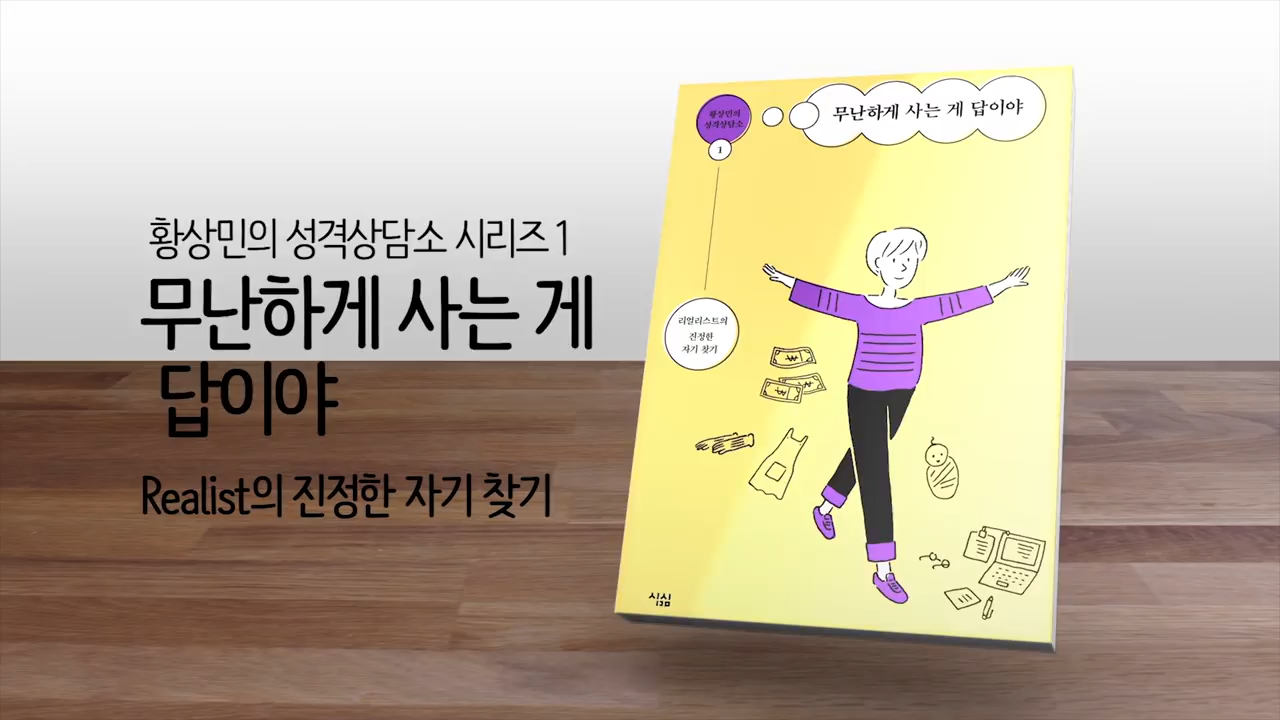 황상민의 성격상담소 시리즈 1
무난하게 사는 게
답이야
Realist의 진정한 자기 찾기
황상민의
성격상담소
1
무난하게 사는 게 답이야
리얼리스트의
진정한
자기 찾기
심심